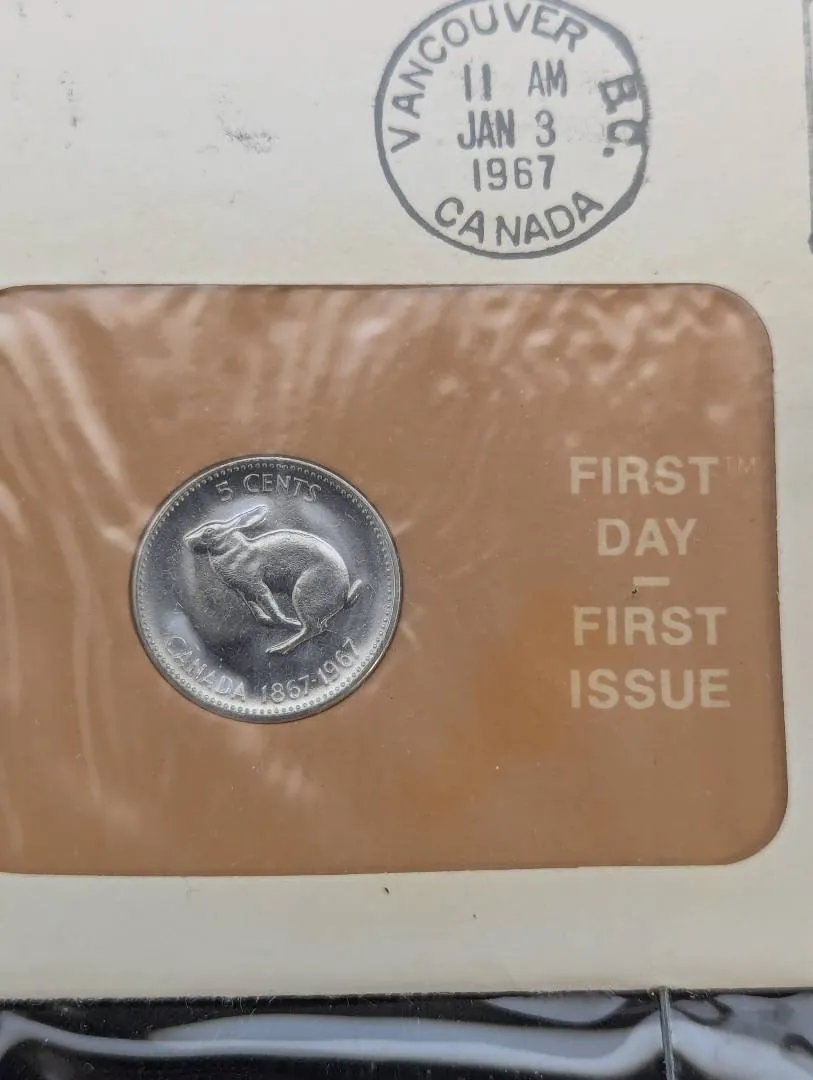 VANCOUVER B.C.
11 AM
JAN 3
1967
CANADA
5 CENTS
CANADA 1867-1967
FIRST™
DAY
—
FIRST
ISSUE